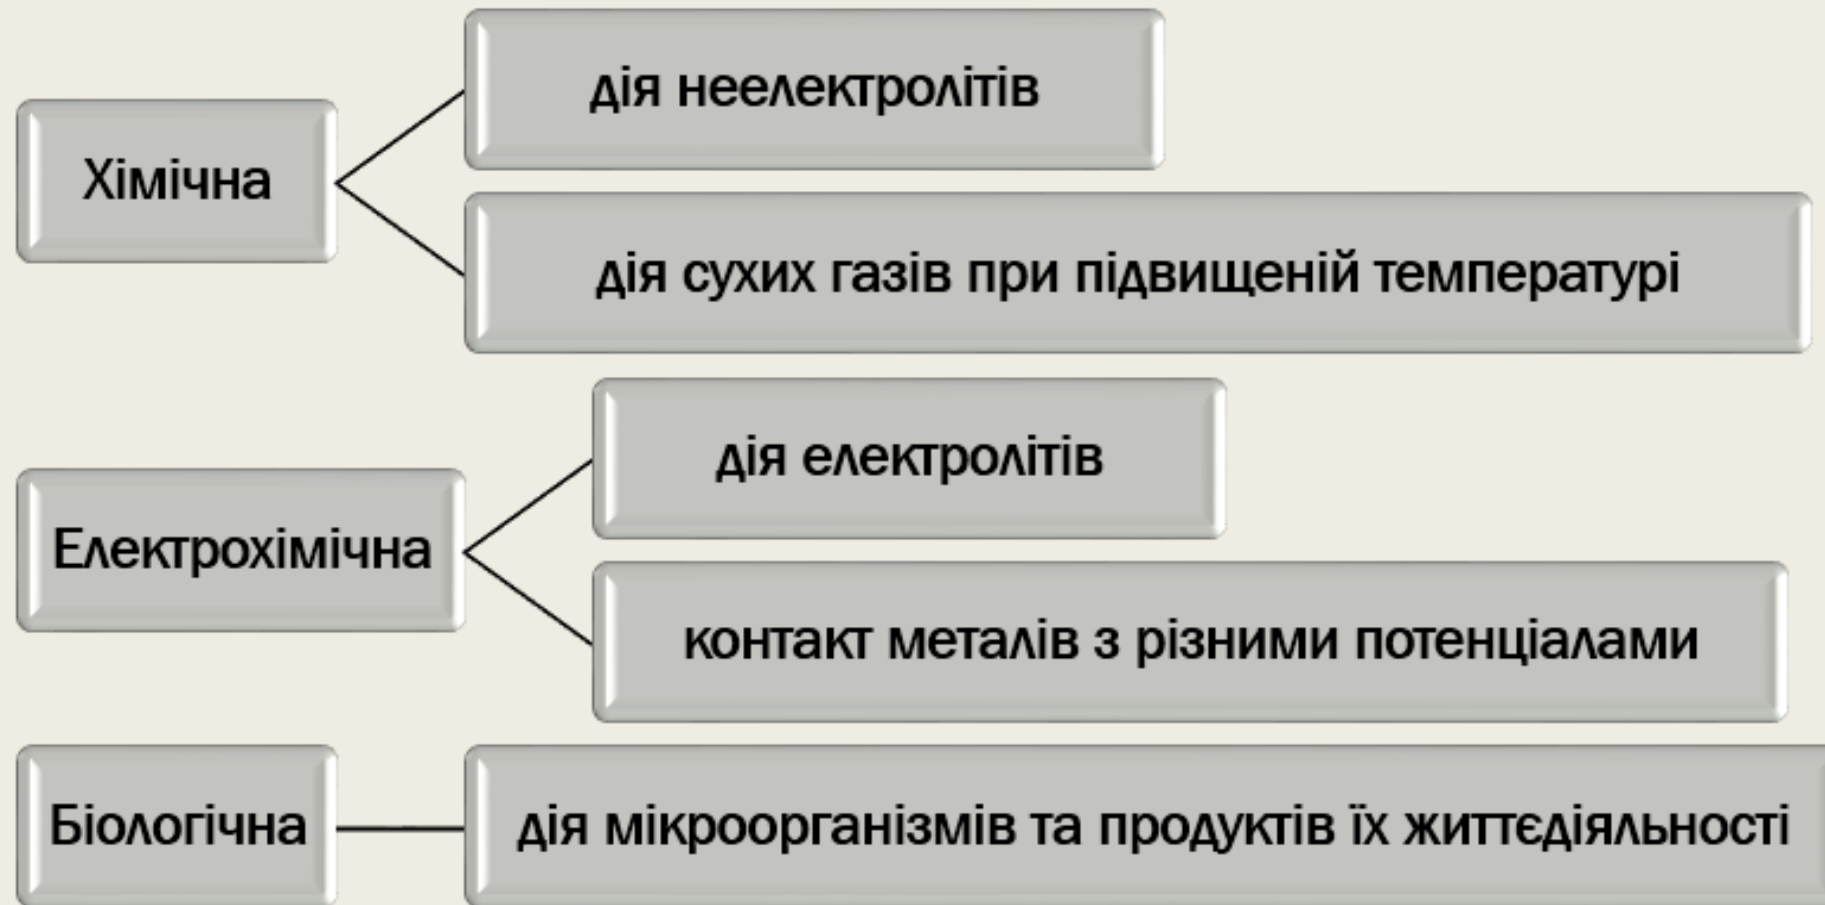 Хімічна
дія неелектролітів
дія сухих газів при підвищеній температурі
Електрохімічна
дія електролітів
контакт металів з різними потенціалами
Біологічна
дія мікроорганізмів та продуктів їх життєдіяльності